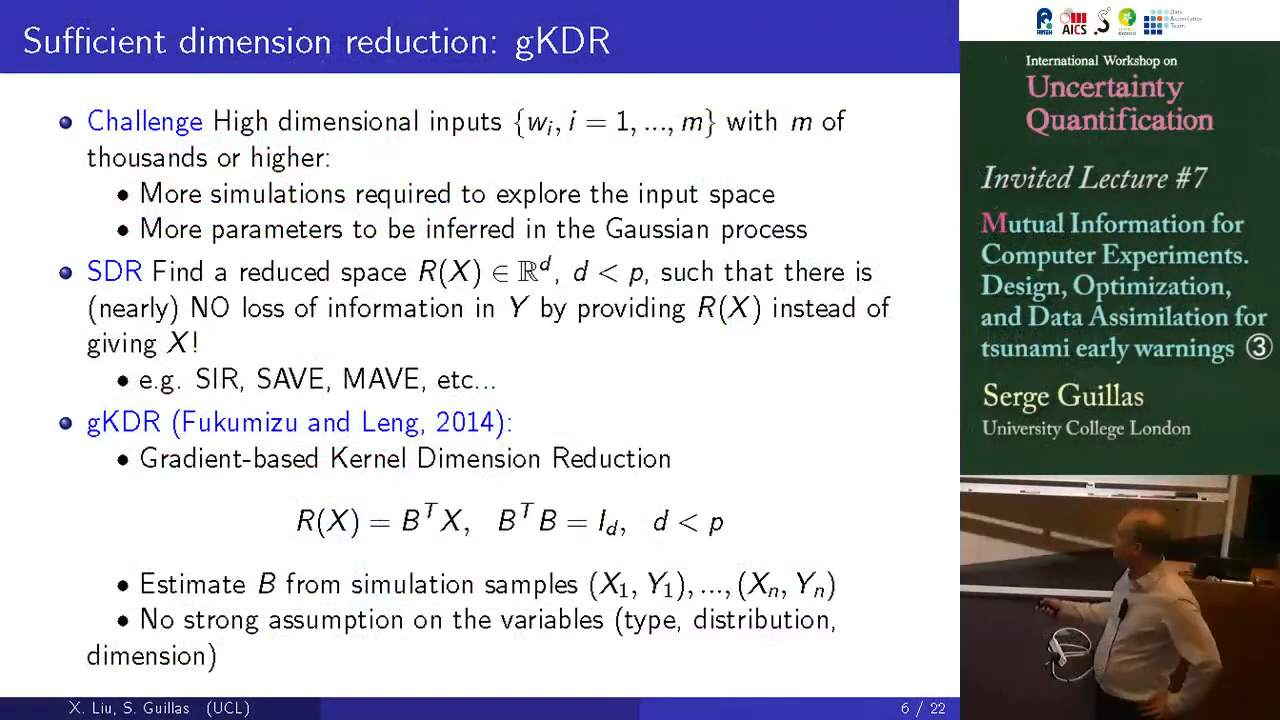 Sufficient dimension reduction: gKDR
Challenge High dimensional inputs {wᵢ, i = 1, ..., m} with m of
thousands or higher:
More simulations required to explore the input space
More parameters to be inferred in the Gaussian process
SDR Find a reduced space R(X) ∈ ℝᵈ, d < p, such that there is
(nearly) NO loss of information in Y by providing R(X) instead of
giving X!
e.g. SIR, SAVE, MAVE, etc...
gKDR (Fukumizu and Leng, 2014):
Gradient-based Kernel Dimension Reduction
R(X) = BᵀX, BᵀB = I_d, d < p
Estimate B from simulation samples (X₁, Y₁), ..., (Xₙ, Yₙ)
No strong assumption on the variables (type, distribution,
dimension)
X. Liu, S. Guillas (UCL)
6 / 22
AICS
Data
Assimilation
Team
International Workshop on
Uncertainty
Quantification
Invited Lecture #7
Mutual Information for
Computer Experiments.
Design, Optimization,
and Data Assimilation for
tsunami early warnings ③
Serge Guillas
University College London